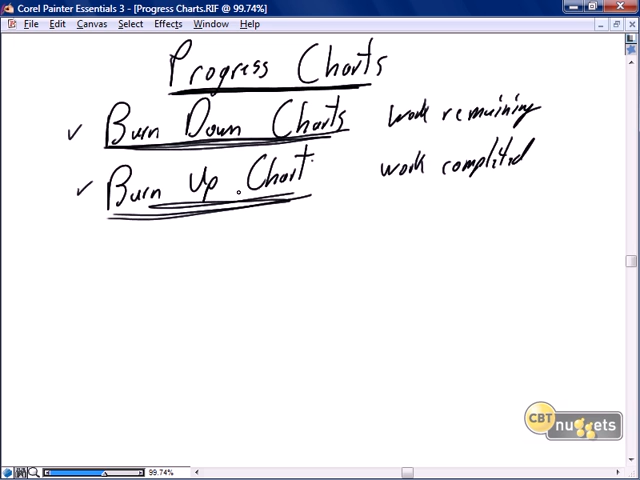 Corel Painter Essentials 3 - [Progress Charts.RIF @ 99.74%]
File Edit Canvas Select Effects Window Help
Progress Charts
Burn Down Charts work remaining
Burn Up Chart work completed
CBT nuggets
99.74%